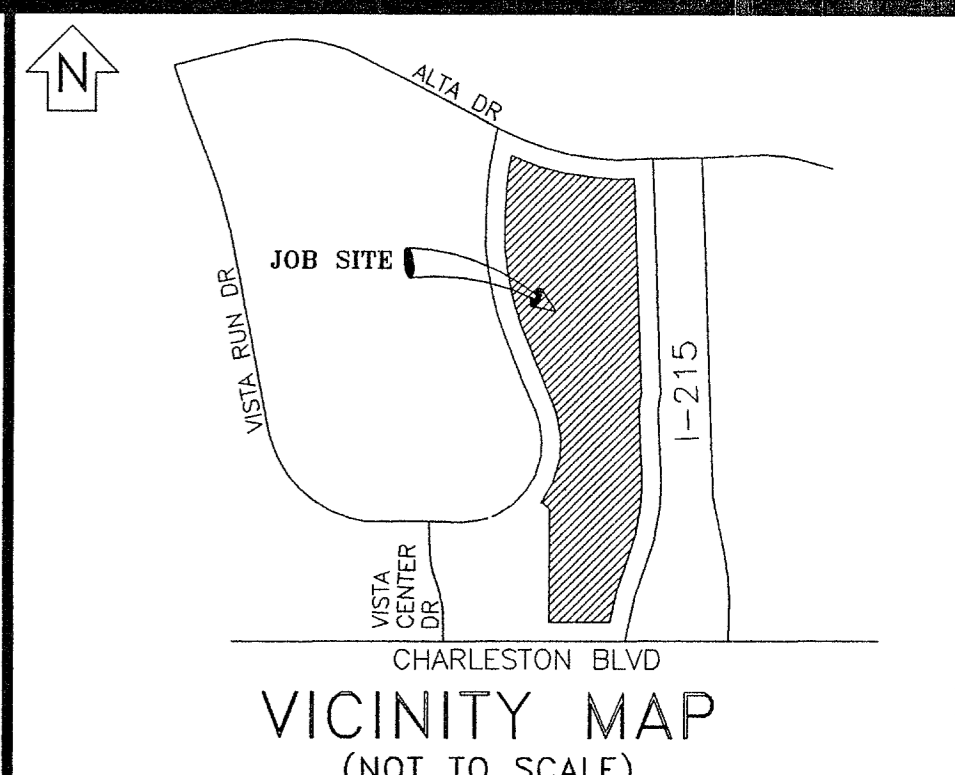 N
ALTA DR
JOB SITE
VISTA RUN DR
I-215
VISTA
CENTER
DR
CHARLESTON BLVD
VICINITY MAP
(NOT TO SCALE)